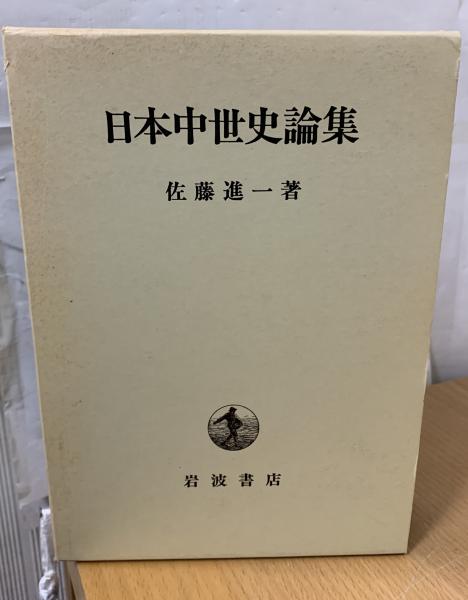 日本中世史論集
佐藤進一著
岩波書店